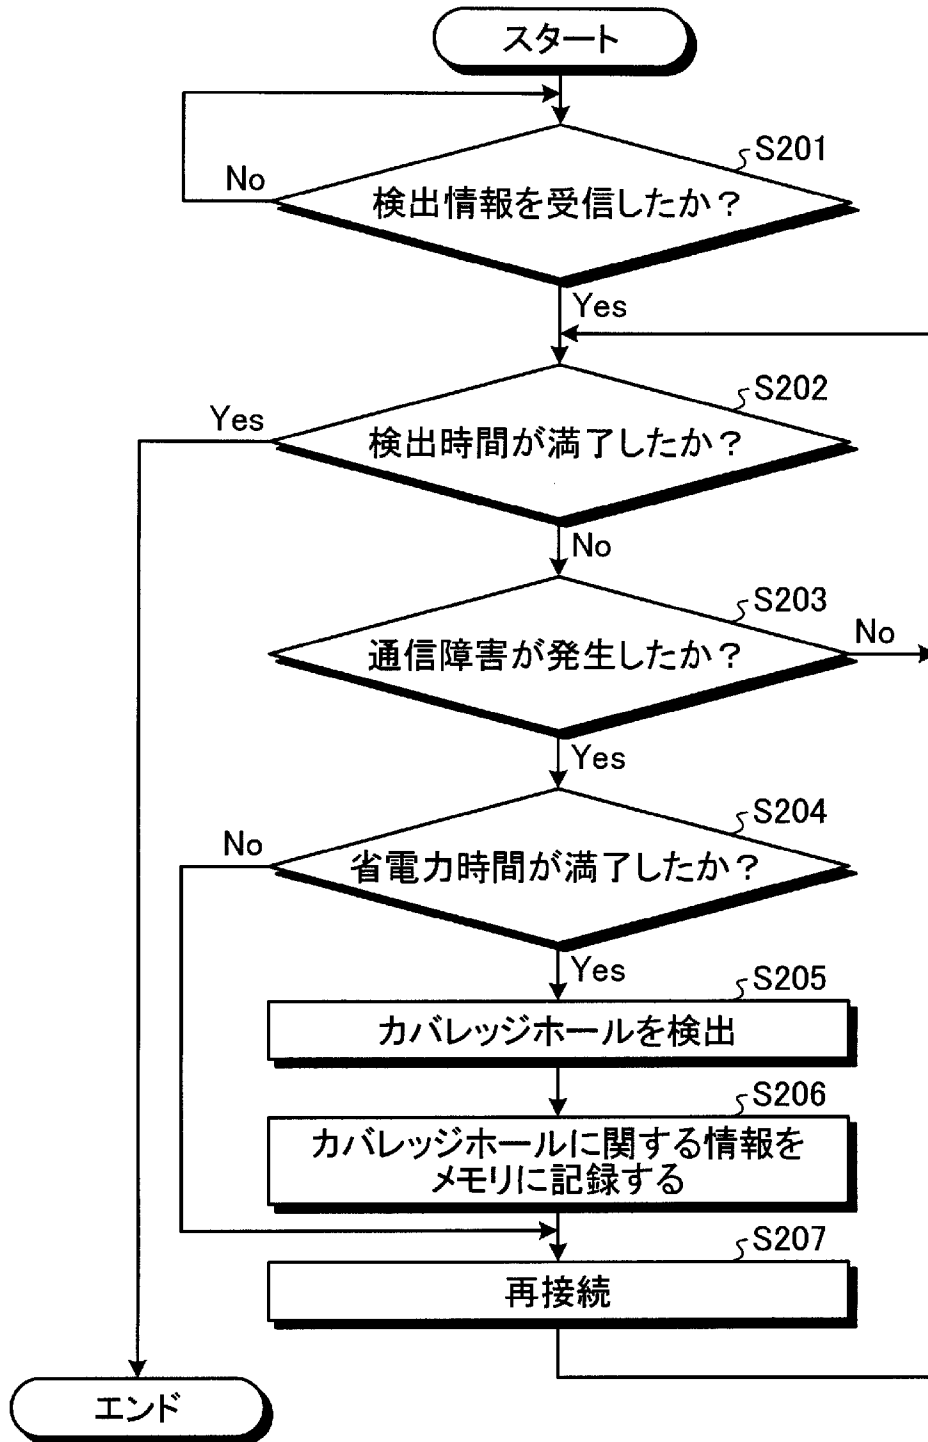 スタート
S201
No
検出情報を受信したか？
Yes
S202
Yes
検出時間が満了したか？
No
S203
No
通信障害が発生したか？
Yes
S204
No
省電力時間が満了したか？
Yes
S205
カバレッジホールを検出
S206
カバレッジホールに関する情報を
メモリに記録する
S207
再接続
エンド